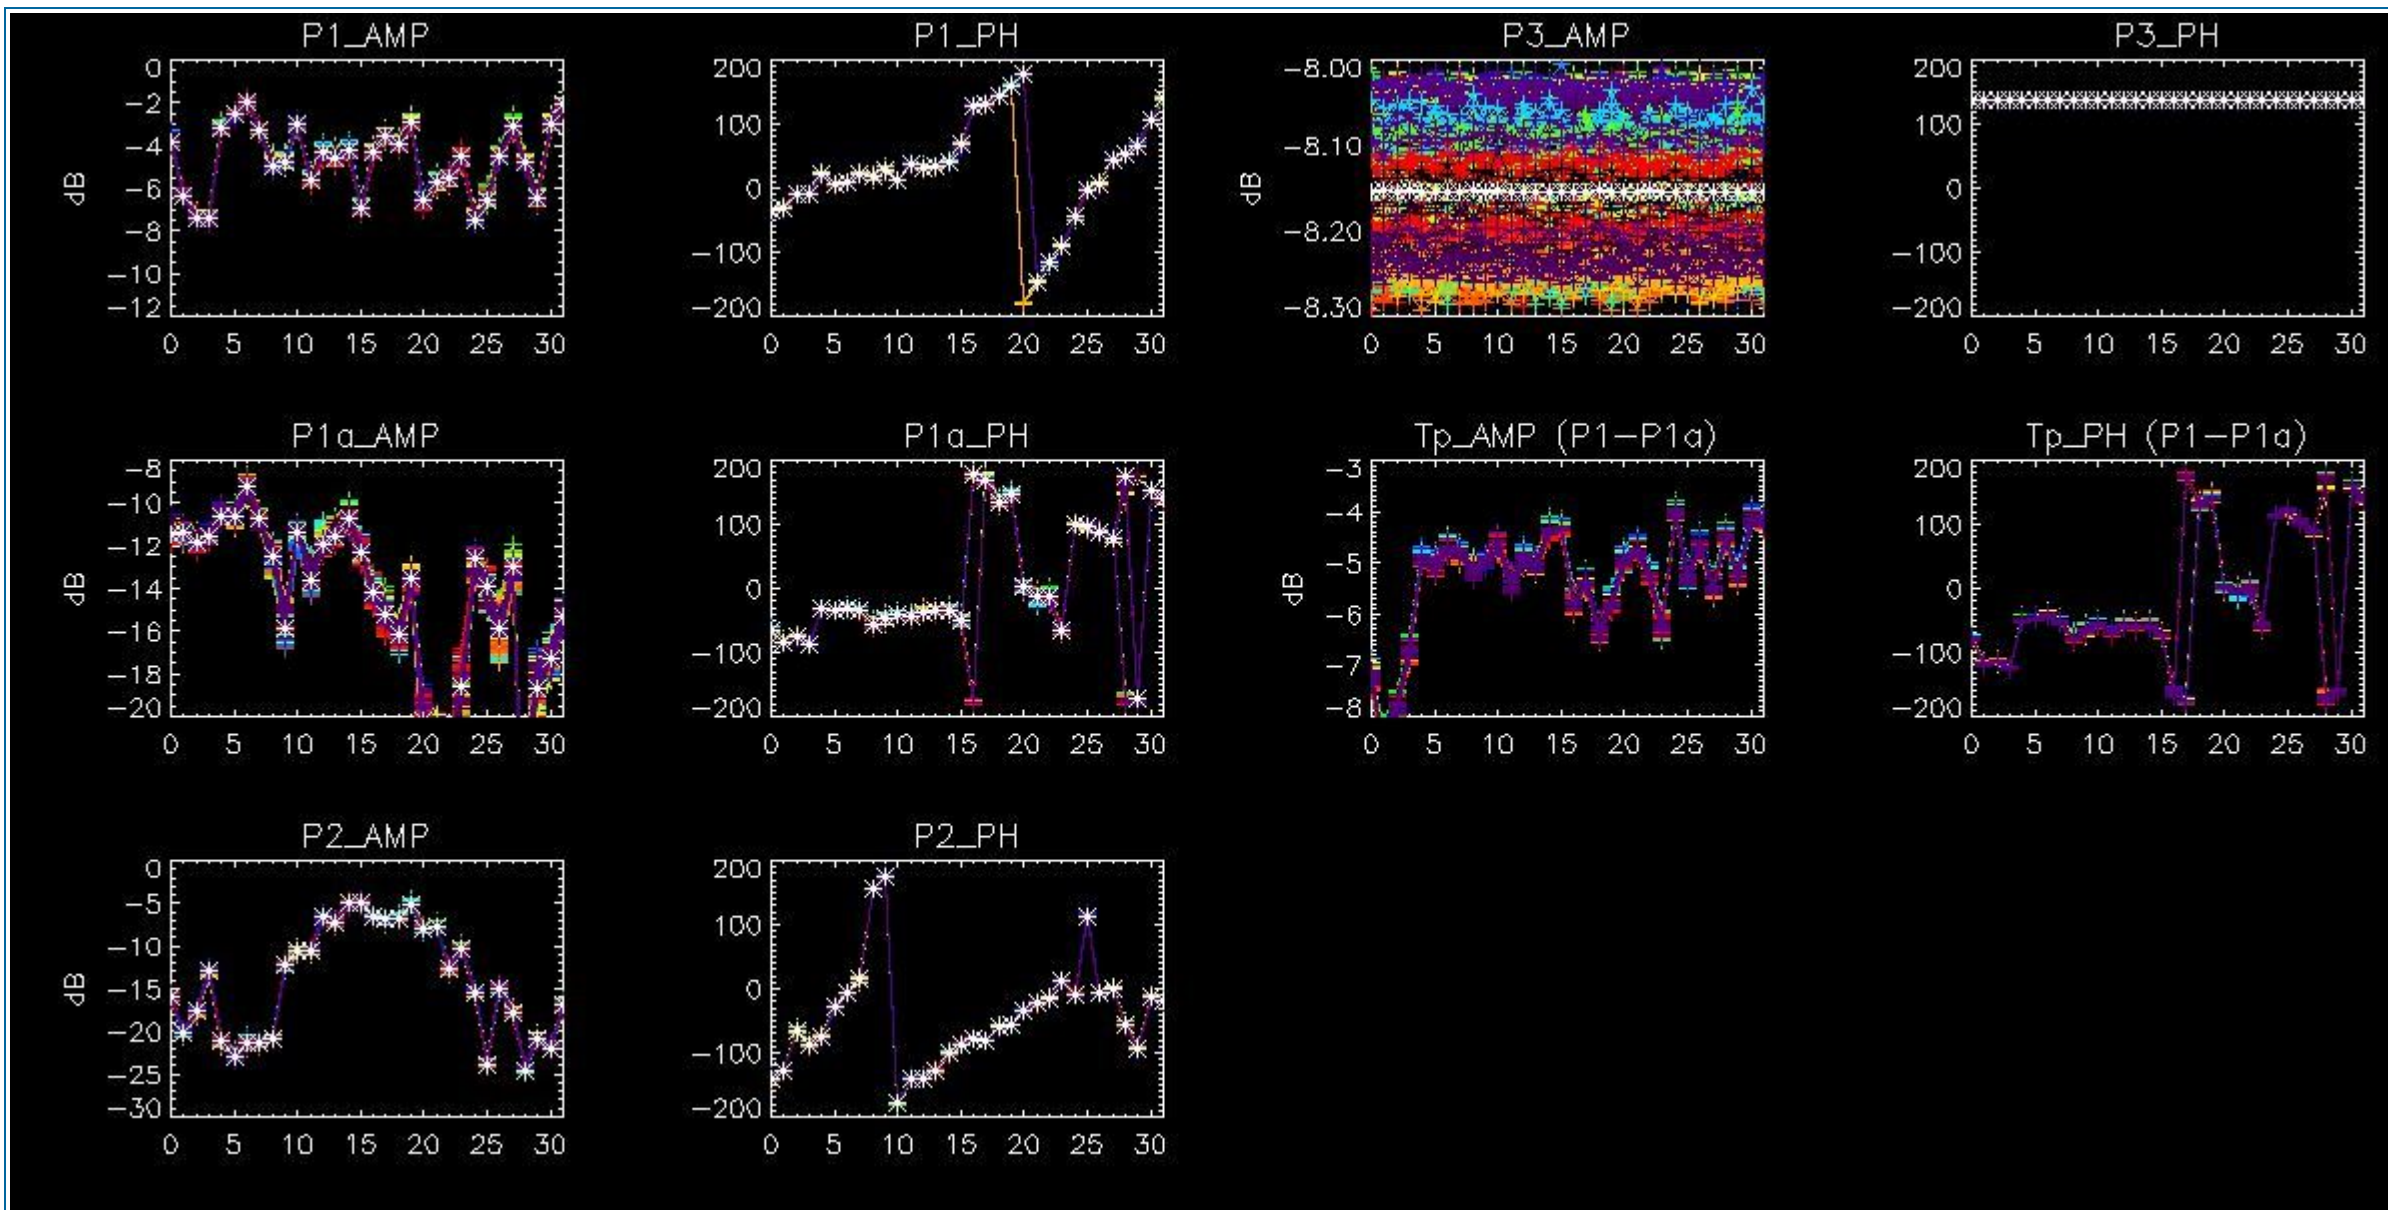 P1_AMP P1_PH P3_AMP P3_PH
0 200 −8.00 200
−2 100 −8.10 100
−4 0 −8.20 0
−6 −100 −8.30 −100
−8 −200 −200
−10
−12
dB dB
0 5 10 15 20 25 30 0 5 10 15 20 25 30 0 5 10 15 20 25 30 0 5 10 15 20 25 30
P1a_AMP P1a_PH Tp_AMP (P1−P1a) Tp_PH (P1−P1a)
−8 200 −3 200
−10 100 −4 100
−12 0 −5 0
−14 −100 −6 −100
−16 −200 −7 −200
−18 −8
−20
dB dB
0 5 10 15 20 25 30 0 5 10 15 20 25 30 0 5 10 15 20 25 30 0 5 10 15 20 25 30
P2_AMP P2_PH
0 200
−5 100
−10 0
−15 −100
−20 −200
−25
−30
dB
0 5 10 15 20 25 30 0 5 10 15 20 25 30